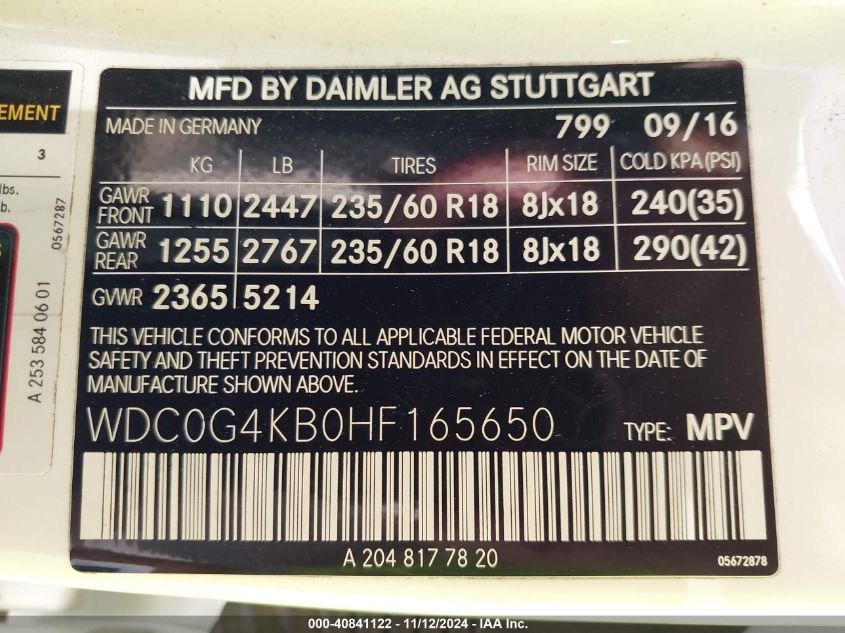 MFD BY DAIMLER AG STUTTGART
MADE IN GERMANY 799 09/16
KG LB TIRES RIM SIZE COLD KPA (PSI)
GAWR FRONT 1110 2447 235/60 R18 8Jx18 240(35)
GAWR REAR 1255 2767 235/60 R18 8Jx18 290(42)
GVWR 2365 5214
THIS VEHICLE CONFORMS TO ALL APPLICABLE FEDERAL MOTOR VEHICLE
SAFETY AND THEFT PREVENTION STANDARDS IN EFFECT ON THE DATE OF
MANUFACTURE SHOWN ABOVE.
WDC0G4KB0HF165650 TYPE: MPV
A 204 817 78 20
05672878
EMENT
3
lbs.
b.
0567287
A 253 584 06 01
000-40841122 - 11/12/2024 - IAA Inc.